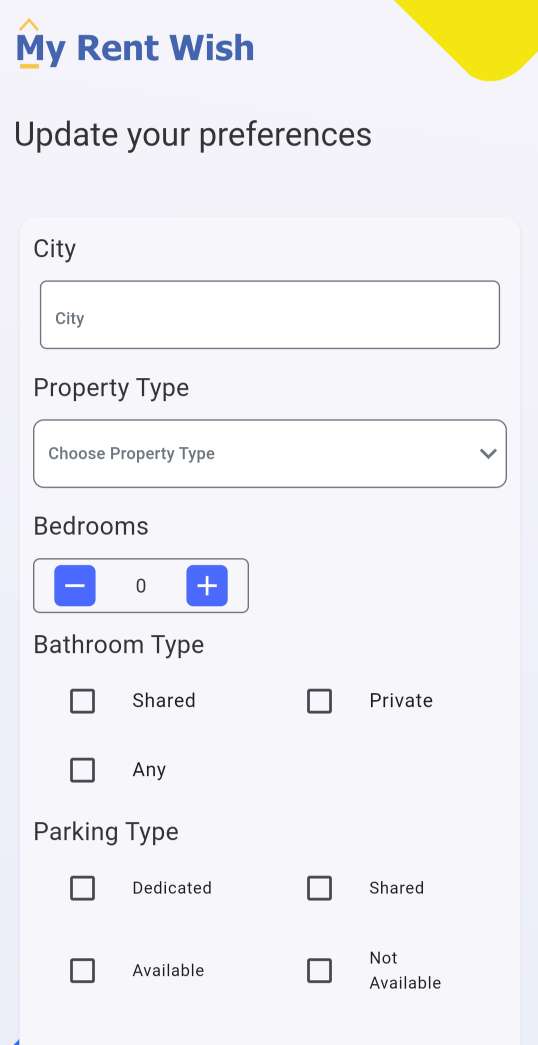 My Rent Wish
Update your preferences
City
City
Property Type
Choose Property Type
Bedrooms
0
Bathroom Type
Shared
Private
Any
Parking Type
Dedicated
Shared
Available
Not
Available